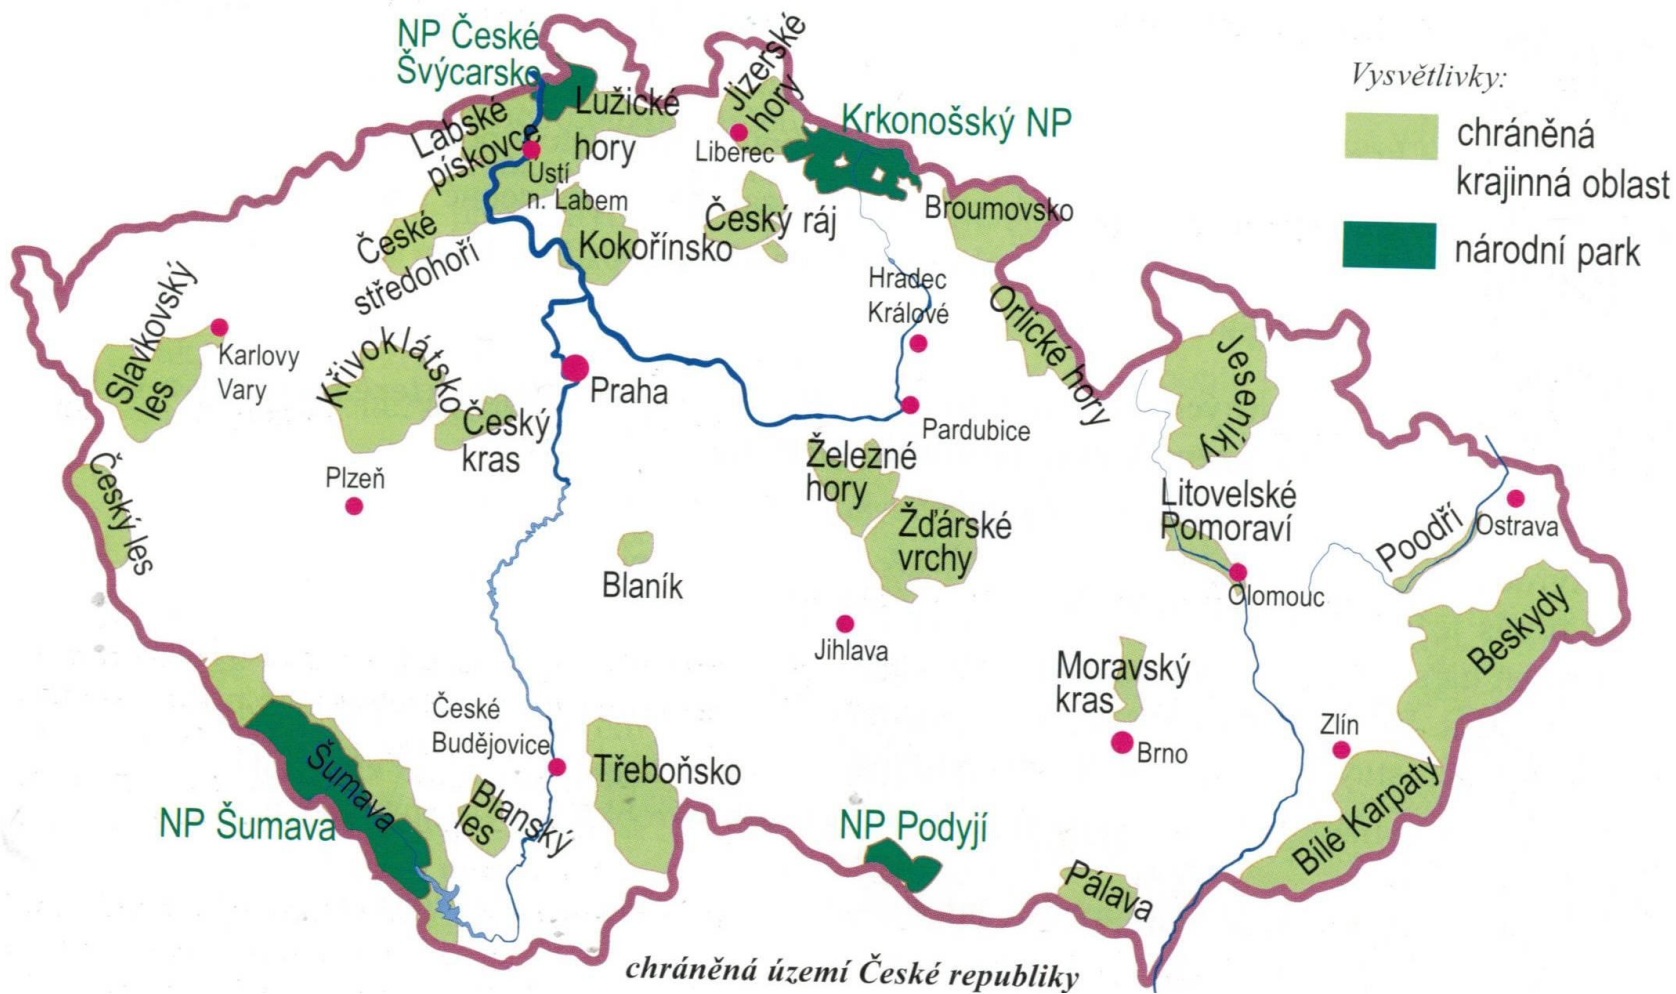 NP České
Švýcarsko
Labské
pískovce
Lužické
hory
Jizerské
hory
Krkonošský NP
Liberec
Ústí
n. Labem
České
středohoří
Kokořínsko
Český ráj
Broumovsko
Hradec
Králové
Orlické hory
Slavkovský
les
Karlovy
Vary
Křivoklátsko
Český
kras
Praha
Pardubice
Jeseníky
Český les
Plzeň
Železné
hory
Žďárské
vrchy
Litovelské
Pomoraví
Olomouc
Poodří
Ostrava
Blaník
Jihlava
Beskydy
Moravský
kras
Brno
Zlín
České
Budějovice
Třeboňsko
Šumava
NP Šumava
Blanský
les
NP Podyjí
Pálava
Bílé Karpaty
chráněná území České republiky
Vysvětlivky:
chráněná
krajinná oblast
národní park